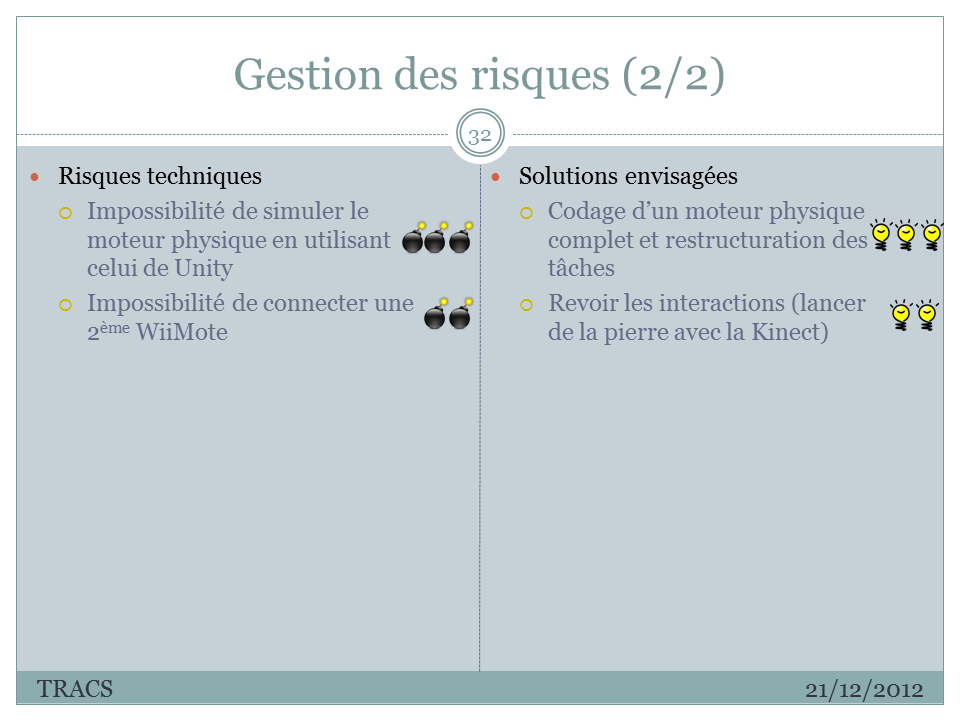 Gestion des risques (2/2)
32
Risques techniques
Impossibilité de simuler le
moteur physique en utilisant
celui de Unity
Impossibilité de connecter une
2ème WiiMote
Solutions envisagées
Codage d’un moteur physique
complet et restructuration des
tâches
Revoir les interactions (lancer
de la pierre avec la Kinect)
TRACS
21/12/2012